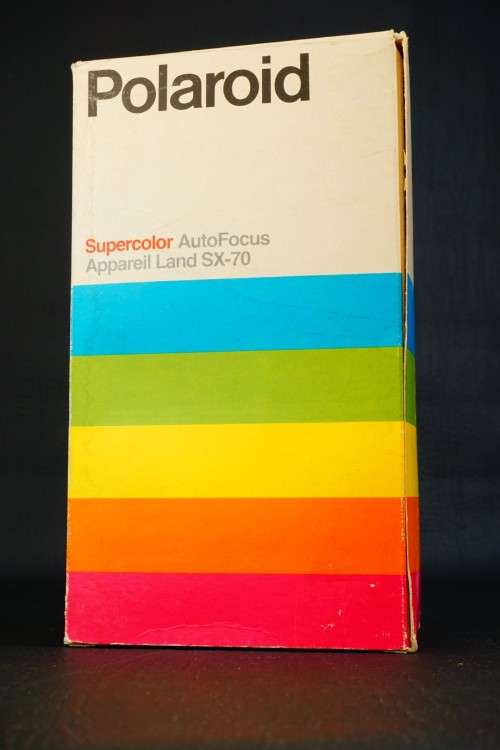 Polaroid
Supercolor AutoFocus
Appareil Land SX-70